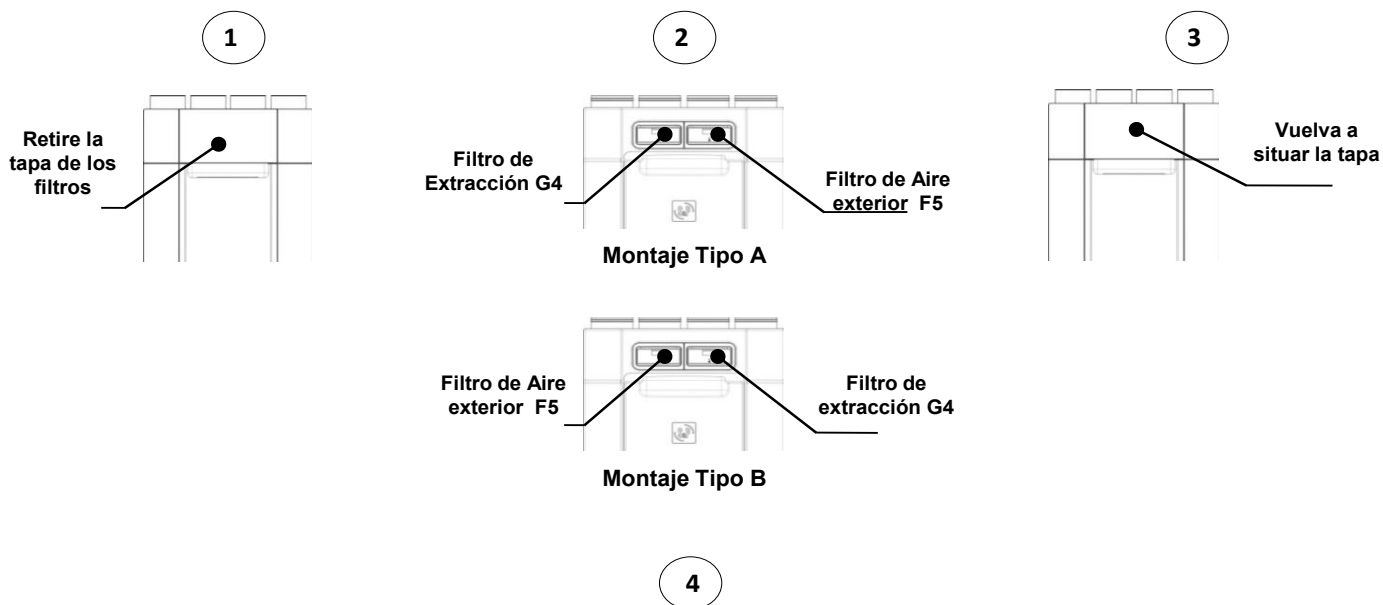 1
Retire la
tapa de los
filtros
2
Filtro de
Extracción G4
Filtro de Aire
exterior F5
Montaje Tipo A
Filtro de Aire
exterior F5
Filtro de
extracción G4
Montaje Tipo B
3
Vuelva a
situar la tapa
4